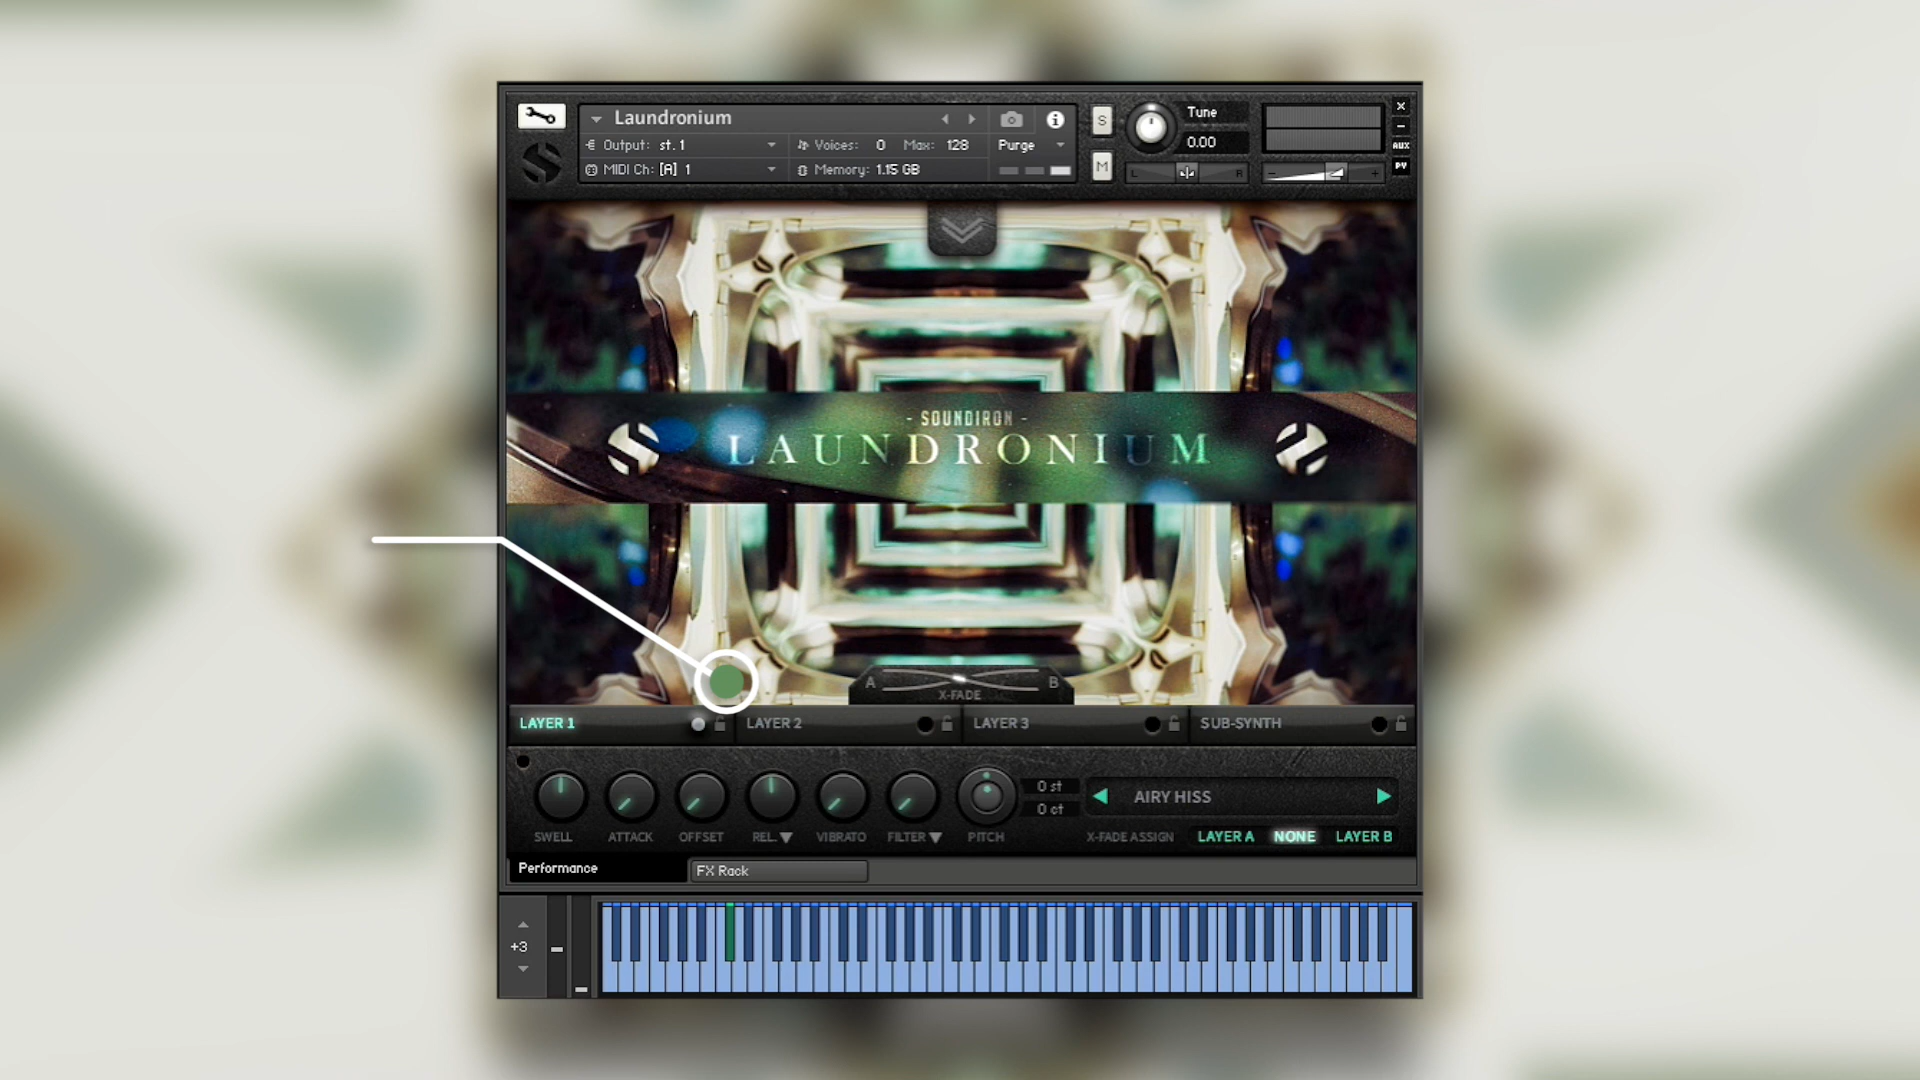 Laundronium
S
Tune
Output: st. 1
Voices: 0 Max: 128
Purge
0.00
AUX
MIDI Ch: [A] 1
Memory: 1.15 GB
M
L
R
PV
- SOUNDIRON -
LAUNDRONIUM
A
B
X-FADE
LAYER 1
LAYER 2
LAYER 3
SUB-SYNTH
0 st
0 ct
AIRY HISS
SWELL
ATTACK
OFFSET
REL.
VIBRATO
FILTER
PITCH
X-FADE ASSIGN
LAYER A
NONE
LAYER B
Performance
FX Rack
+3